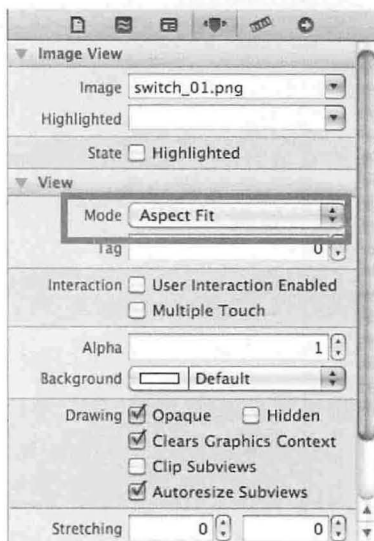 Image View
Image switch_01.png
Highlighted
State Highlighted
View
Mode Aspect Fit
Tag 0
Interaction User Interaction Enabled
Multiple Touch
Alpha 1
Background Default
Drawing Opaque Hidden
Clears Graphics Context
Clip Subviews
Autoresize Subviews
Stretching 0 0